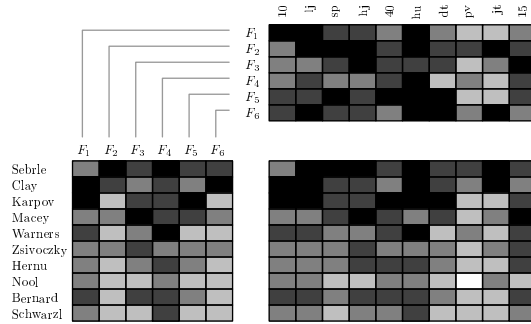 10 lj sp hj 40 hu dt pv jt 15
F1
F2
F3
F4
F5
F6
F1 F2 F3 F4 F5 F6
Sebrle
Clay
Karpov
Macey
Warners
Zsivoczky
Hernu
Nool
Bernard
Schwarzl